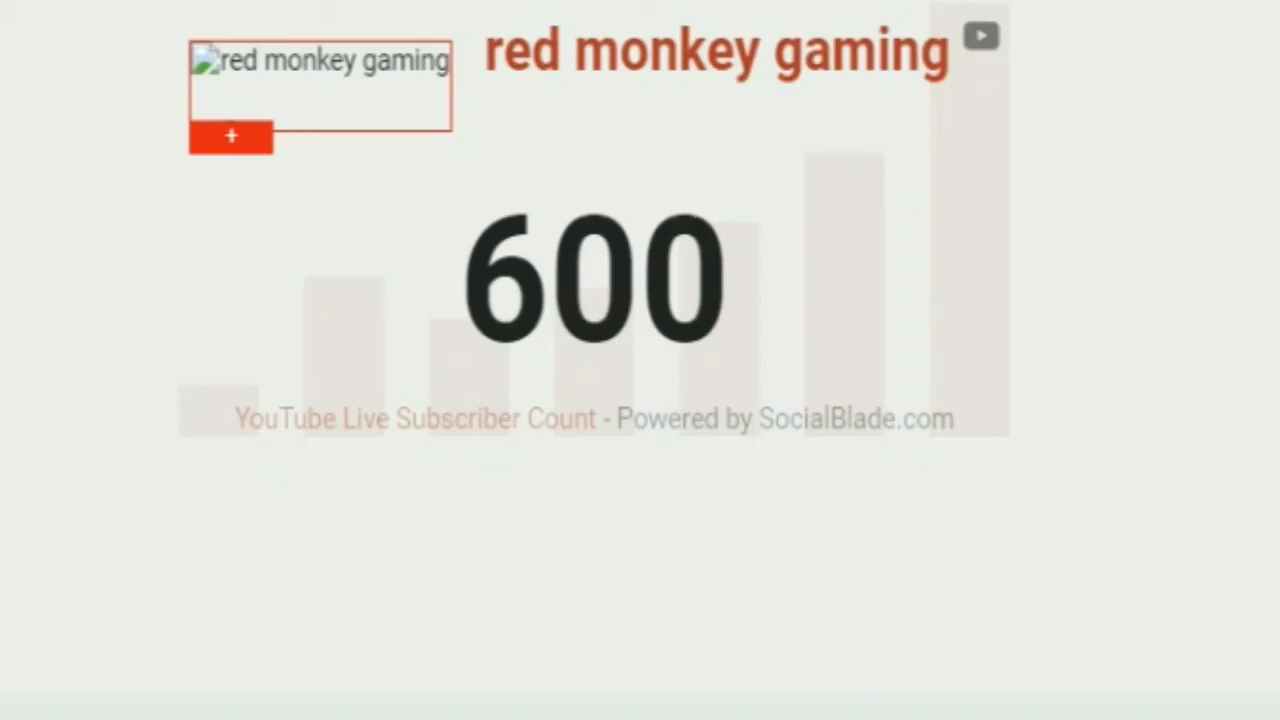 red monkey gaming
red monkey gaming
+
600
YouTube Live Subscriber Count - Powered by SocialBlade.com